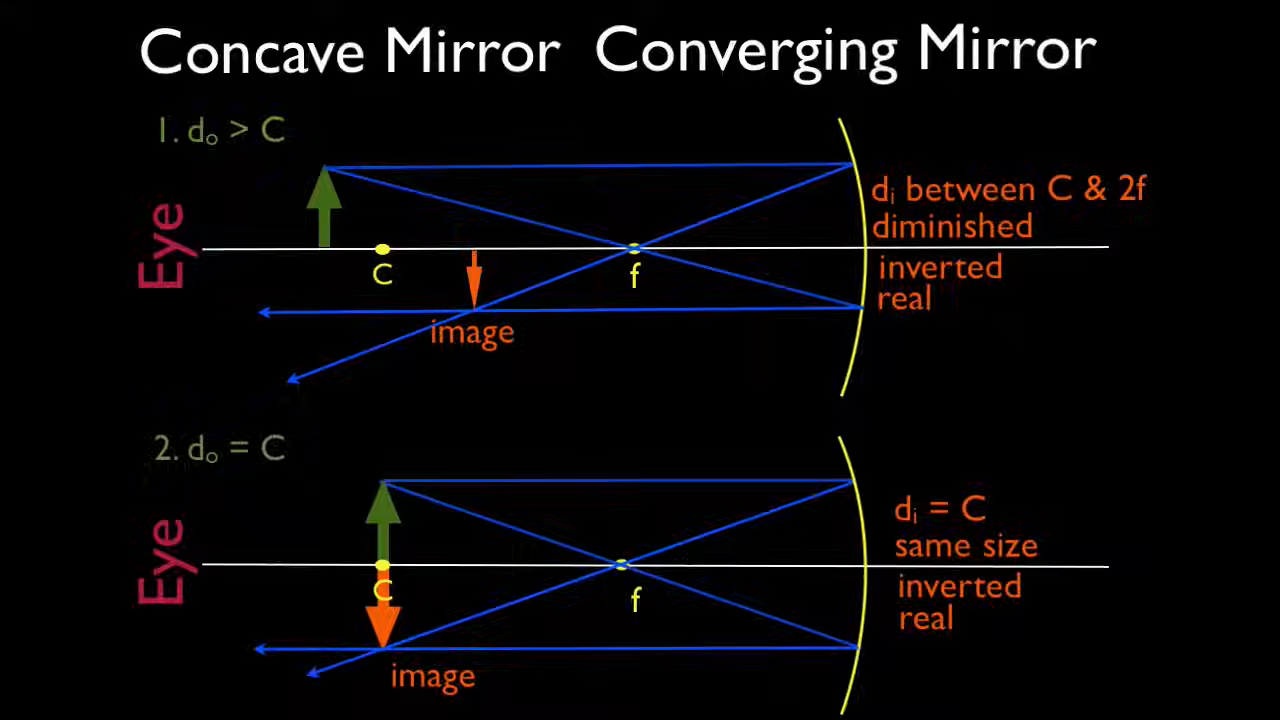 Concave Mirror Converging Mirror
1. dₒ > C
Eye
dᵢ between C & 2f
diminished
C
f
inverted
real
image
2. dₒ = C
Eye
dᵢ = C
same size
C
f
inverted
real
image